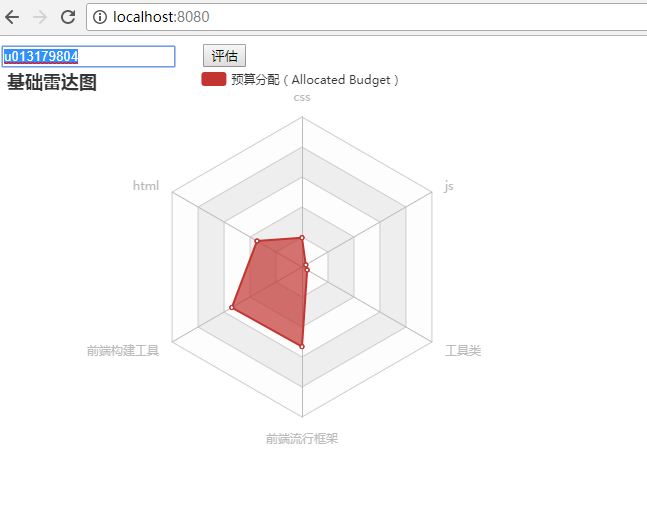 localhost:8080
u013179804 评估
基础雷达图 预算分配（Allocated Budget）
css
html js
前端构建工具 工具类
前端流行框架